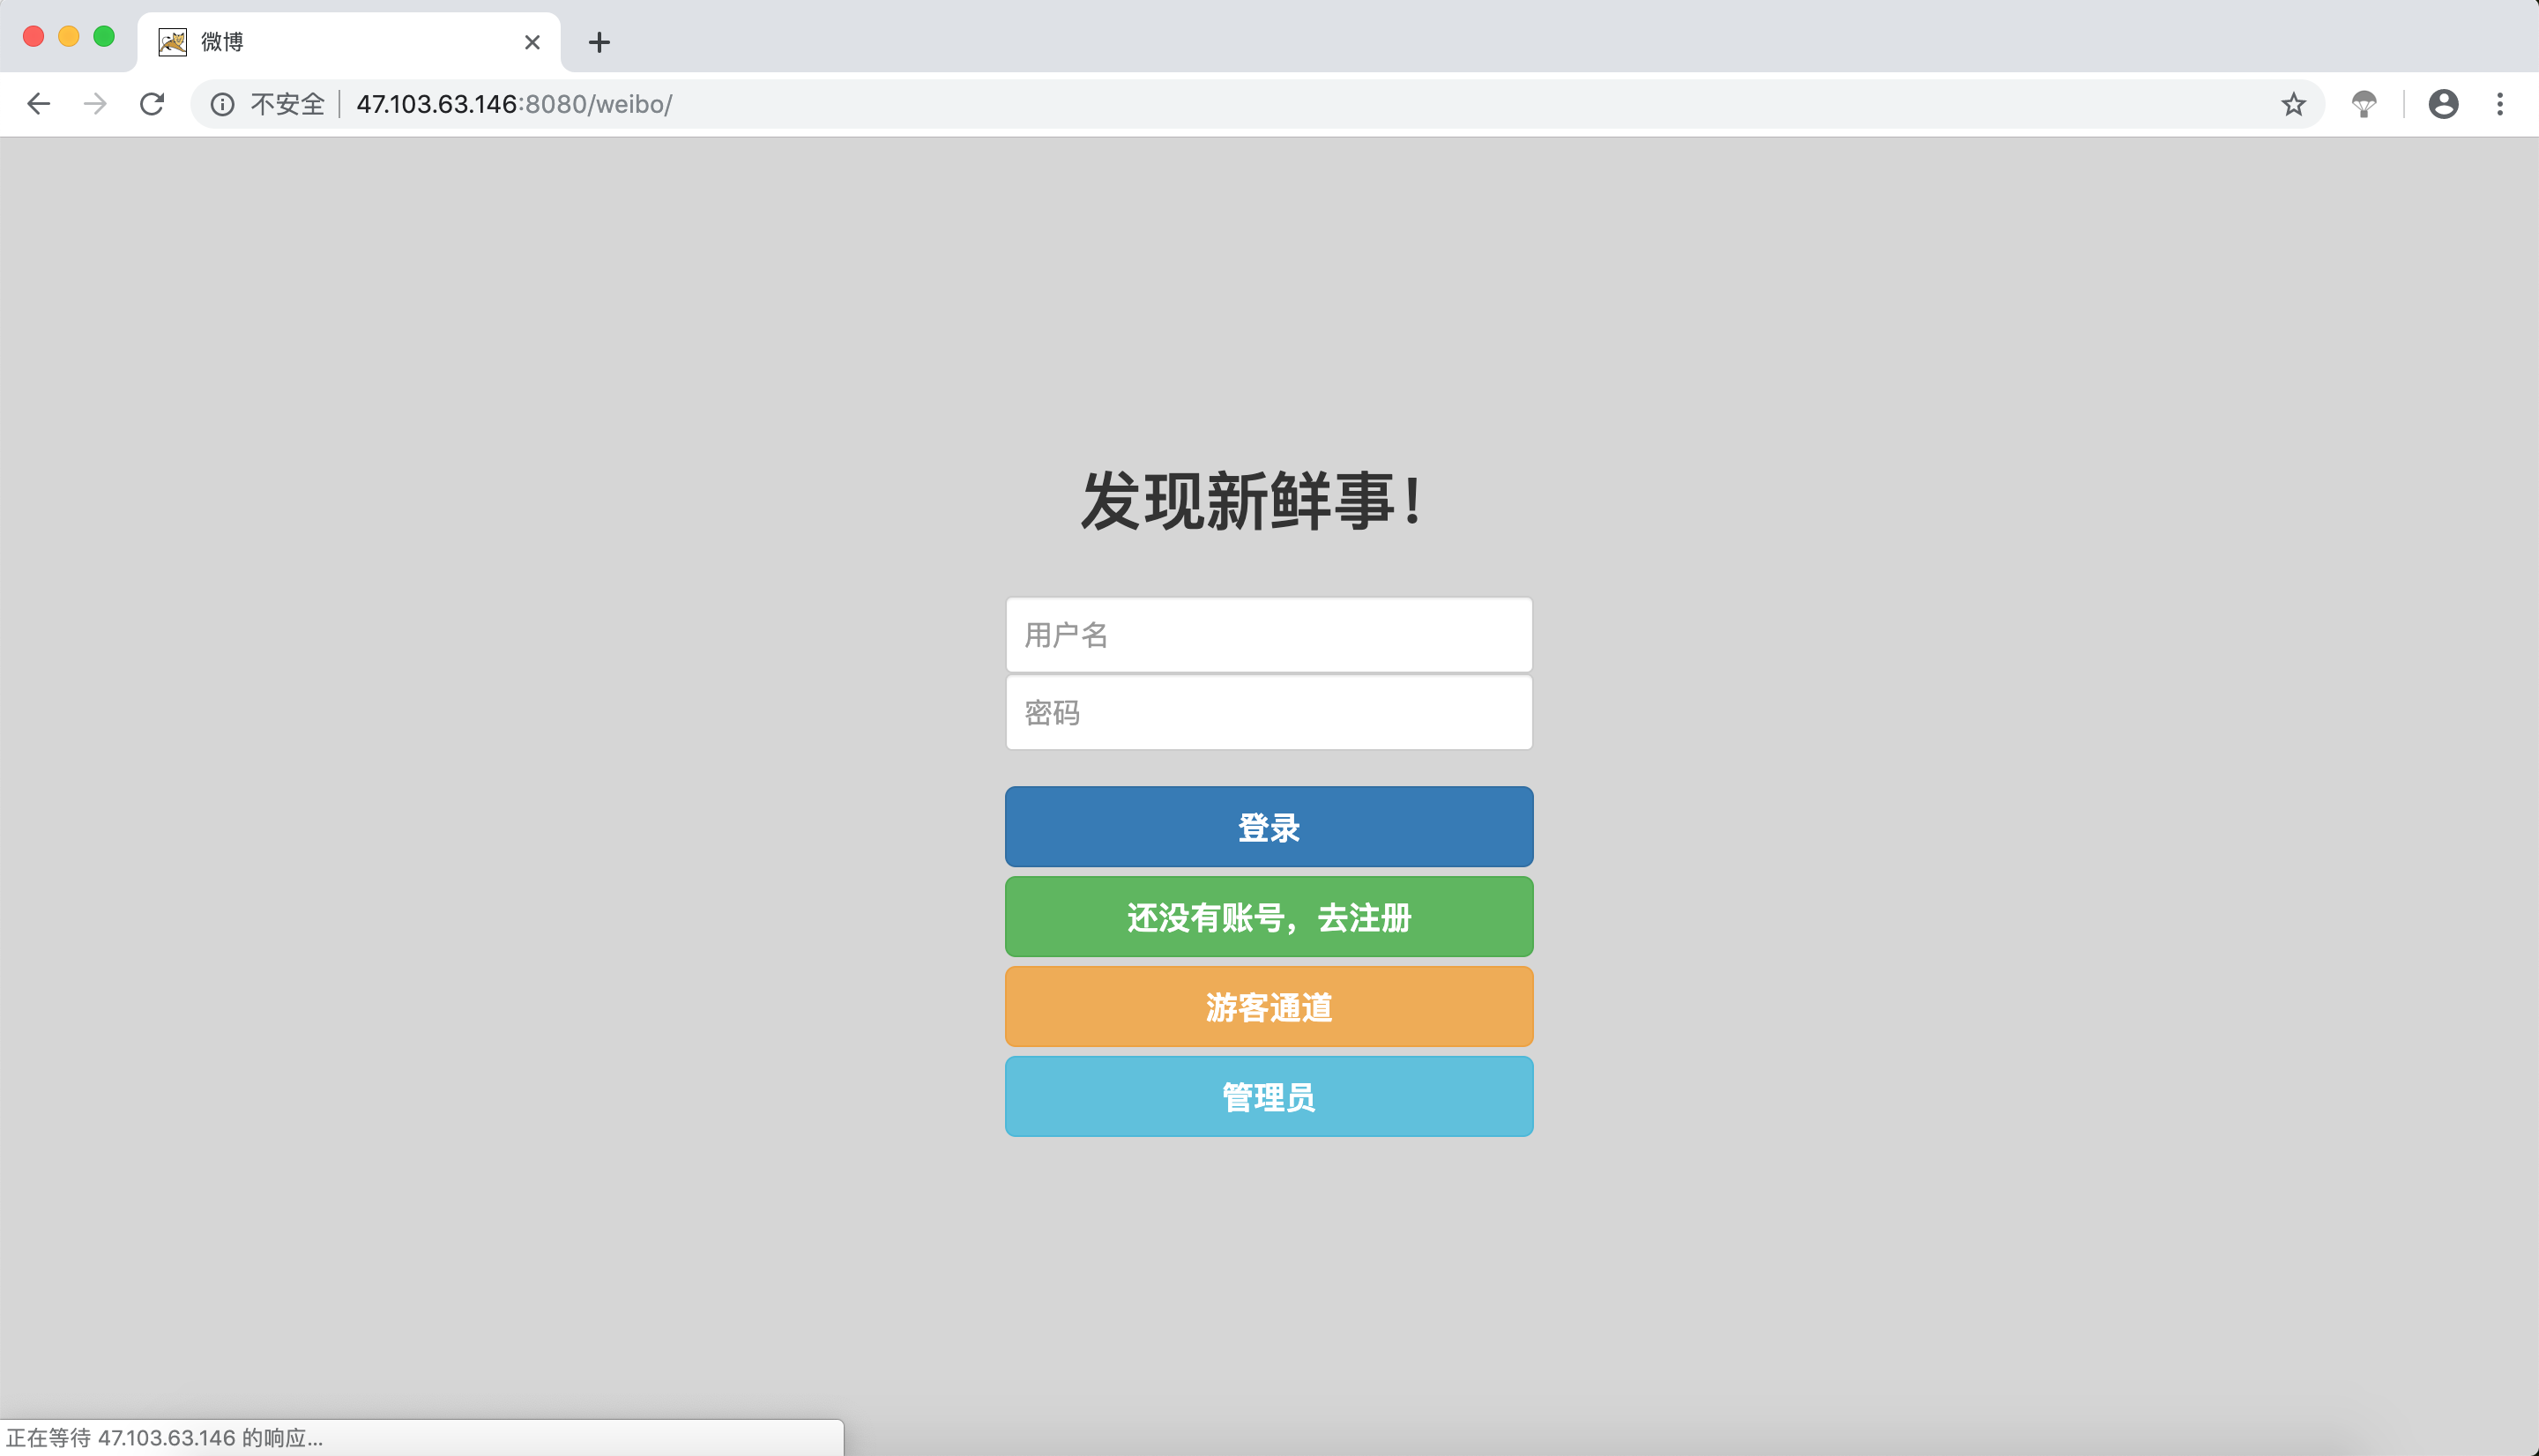 微博
不安全 47.103.63.146:8080/weibo/
发现新鲜事！
用户名
密码
登录
还没有账号，去注册
游客通道
管理员
正在等待 47.103.63.146 的响应...